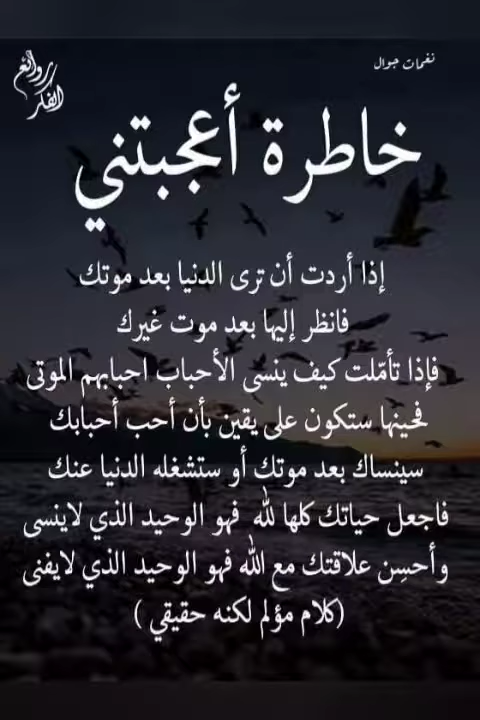 نغمات جوال
روائع
الفكر
خاطرة أعجبتني
إذا أردت أن ترى الدنيا بعد موتك
فانظر إليها بعد موت غيرك
فإذا تأمّلت كيف ينسى الأحباب احبابهم الموتى
فحينها ستكون على يقين بأن أحب أحبابك
سينساك بعد موتك أو ستشغله الدنيا عنك
فاجعل حياتك كلها لله فهو الوحيد الذي لاينسى
وأحسِن علاقتك مع الله فهو الوحيد الذي لايفنى
(كلام مؤلم لكنه حقيقي )